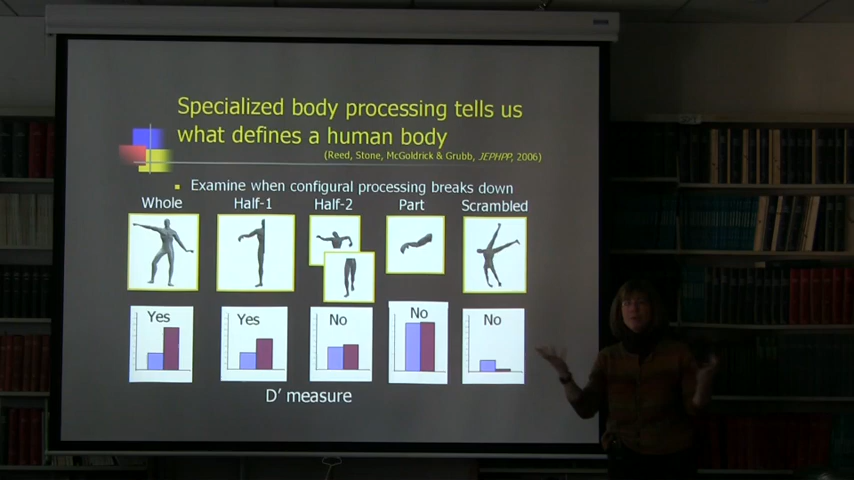 Specialized body processing tells us
what defines a human body
(Reed, Stone, McGoldrick & Grubb, JEPHPP, 2006)
Examine when configural processing breaks down
Whole Half-1 Half-2 Part Scrambled
Yes Yes No No No
D' measure